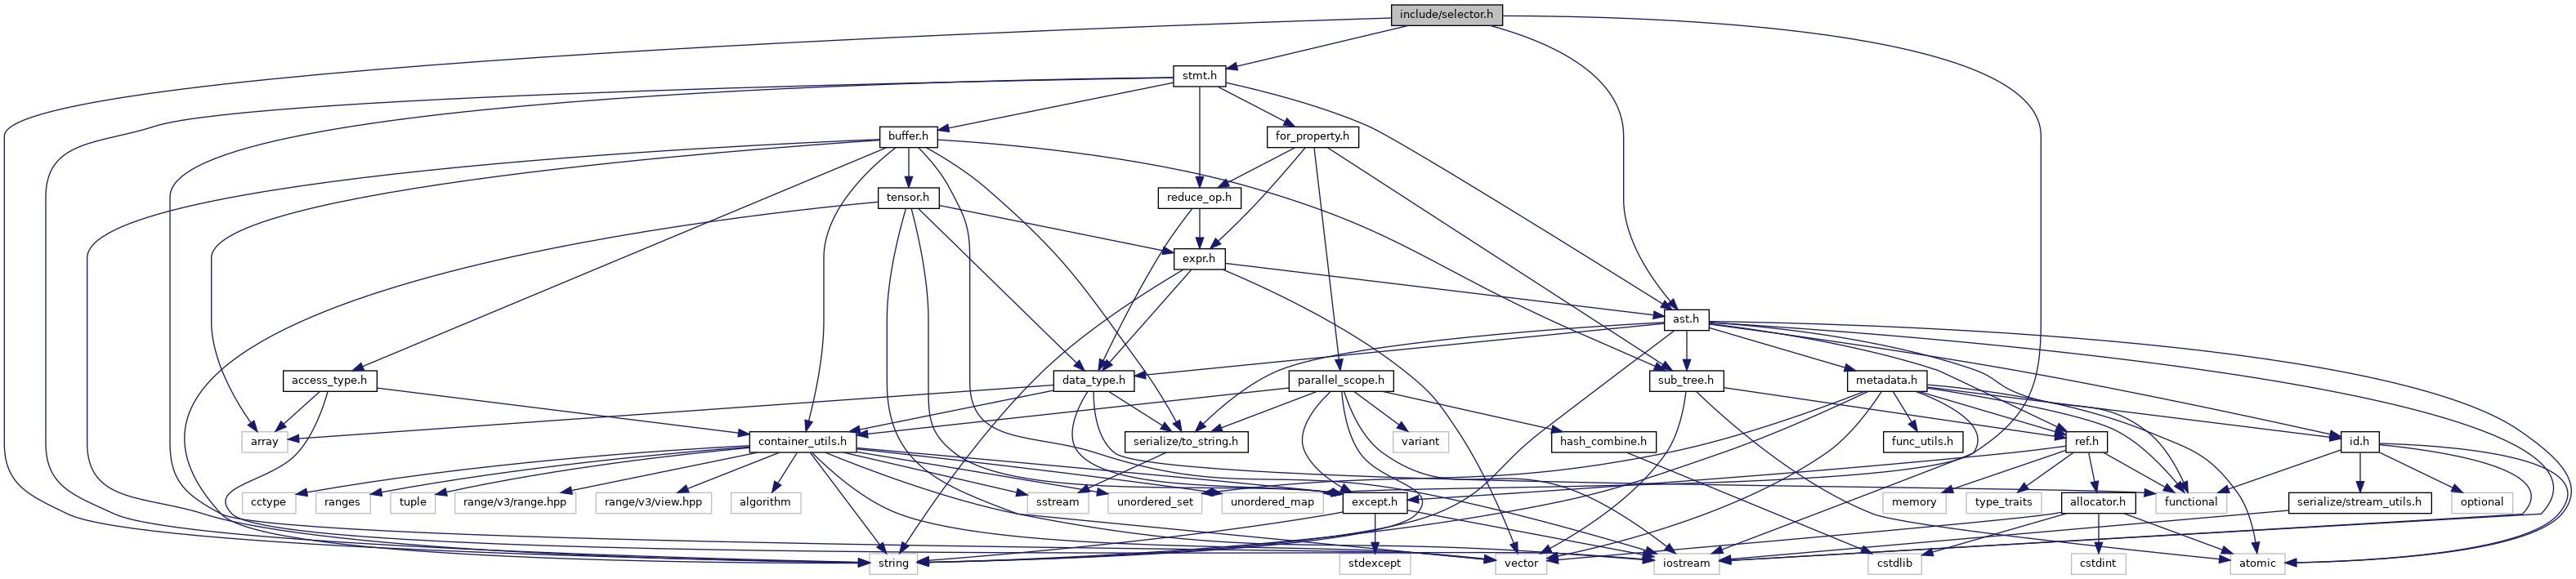 include/selector.h
stmt.h
buffer.h
for_property.h
tensor.h
reduce_op.h
expr.h
ast.h
access_type.h
data_type.h
parallel_scope.h
sub_tree.h
metadata.h
array
container_utils.h
serialize/to_string.h
variant
hash_combine.h
func_utils.h
ref.h
id.h
cctype
ranges
tuple
range/v3/range.hpp
range/v3/view.hpp
algorithm
sstream
unordered_set
unordered_map
except.h
memory
type_traits
allocator.h
functional
serialize/stream_utils.h
optional
string
stdexcept
vector
iostream
cstdlib
cstdint
atomic